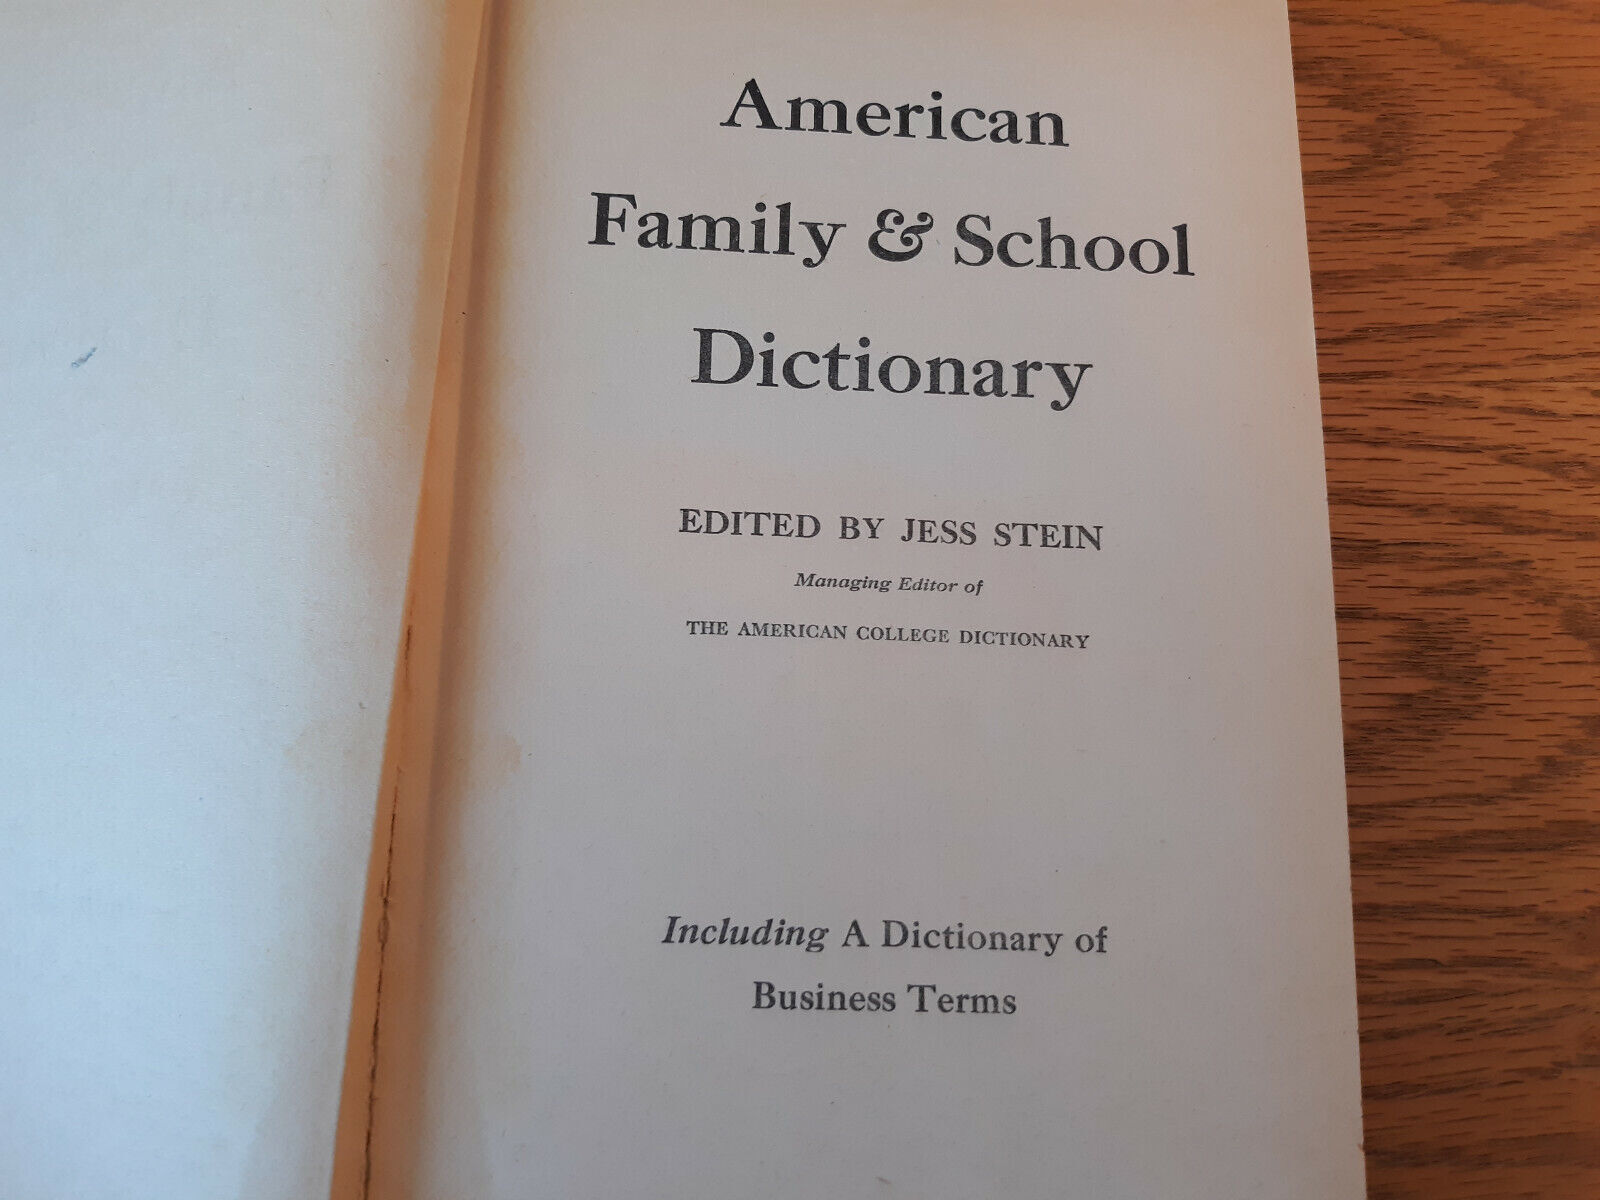 American
Family & School
Dictionary
EDITED BY JESS STEIN
Managing Editor of
THE AMERICAN COLLEGE DICTIONARY
Including A Dictionary of
Business Terms